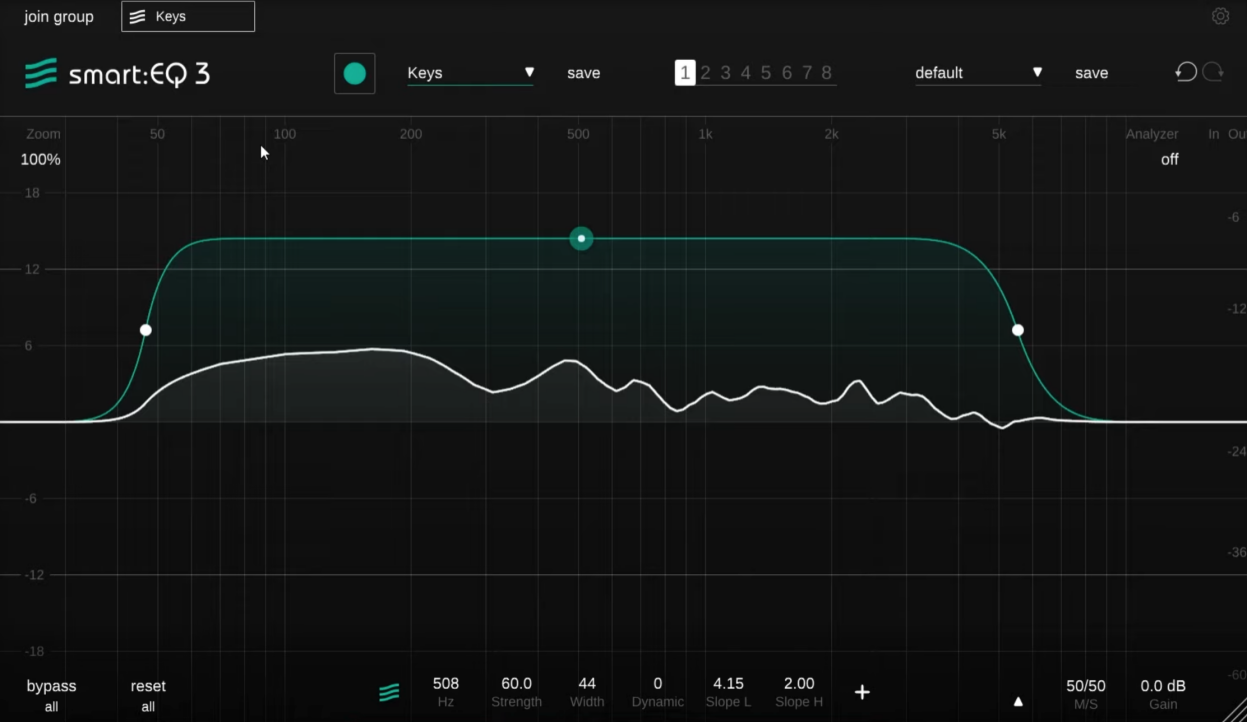 join group Keys
smart:EQ 3 Keys save 1 2 3 4 5 6 7 8 default save
Zoom 50 100 200 500 1k 2k 5k Analyzer In Ou
100% off
18
-6
12
-12
6
-24
-6
-36
-12
-18
-60
bypass all
reset all
508 Hz
60.0 Strength
44 Width
0 Dynamic
4.15 Slope L
2.00 Slope H
+
50/50 M/S
0.0 dB Gain